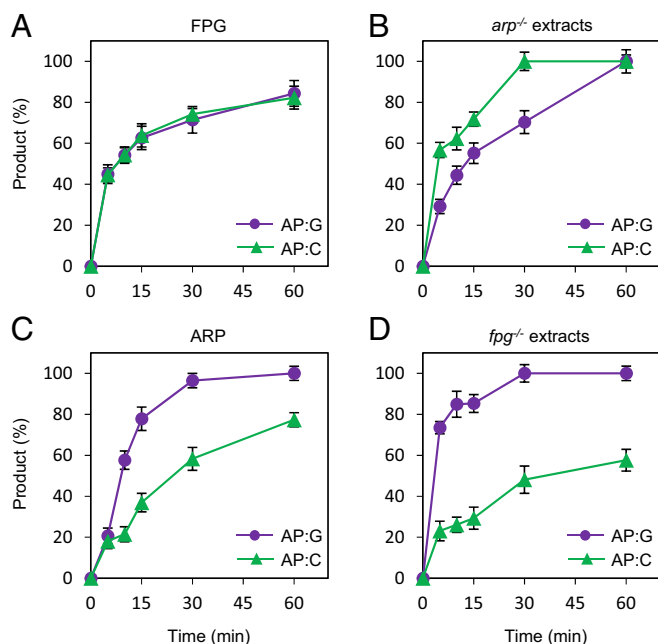 A
FPG
Product (%)
100
80
60
40
20
0
0 15 30 45 60
AP:G
AP:C
B
arp-/- extracts
100
80
60
40
20
0
0 15 30 45 60
AP:G
AP:C
C
ARP
Product (%)
100
80
60
40
20
0
0 15 30 45 60
AP:G
AP:C
Time (min)
D
fpg-/- extracts
100
80
60
40
20
0
0 15 30 45 60
AP:G
AP:C
Time (min)